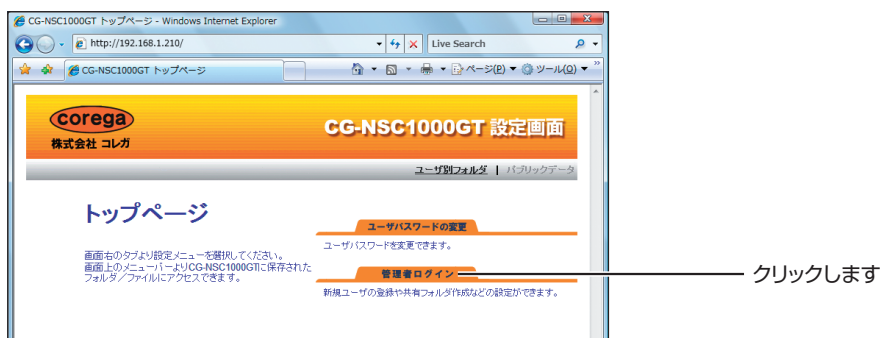 CG-NSC1000GT トップページ - Windows Internet Explorer
http://192.168.1.210/
Live Search
CG-NSC1000GT トップページ
ページ(P) ツール(O)
corega
株式会社 コレガ
CG-NSC1000GT 設定画面
ユーザ別フォルダ | パブリックデータ
トップページ
画面右のタブより設定メニューを選択してください。
画面上のメニューバーよりCG-NSC1000GTに保存された
フォルダ/ファイルにアクセスできます。
ユーザパスワードの変更
ユーザパスワードを変更できます。
管理者ログイン
新規ユーザの登録や共有フォルダ作成などの設定ができます。
クリックします